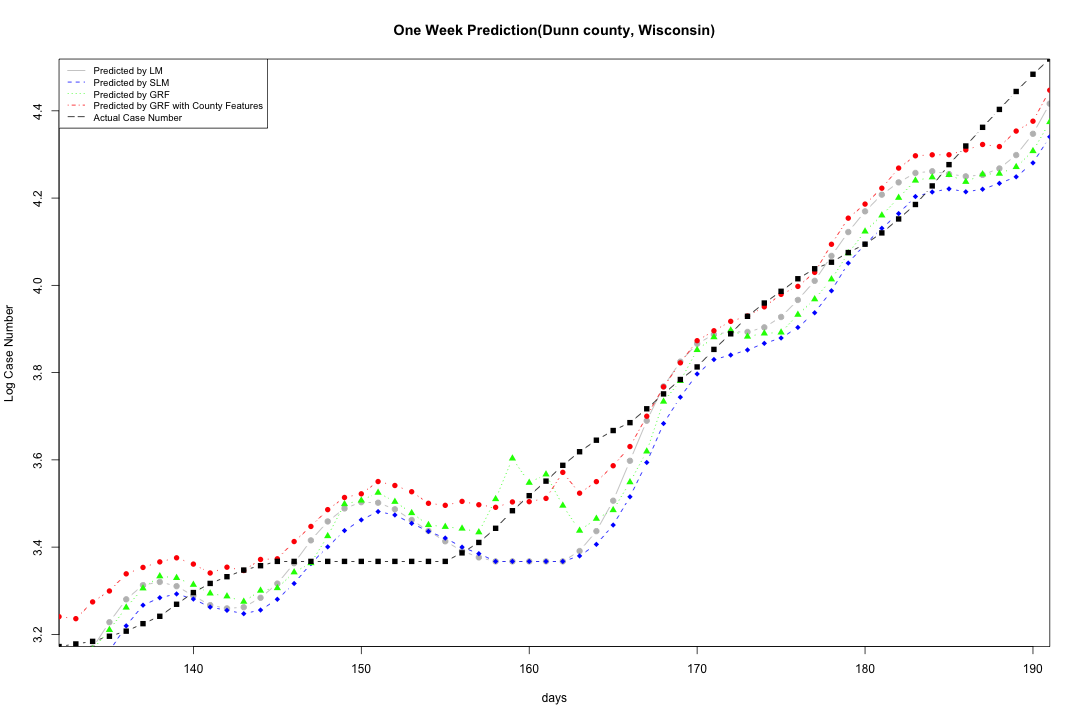 One Week Prediction(Dunn county, Wisconsin)
Predicted by LM
Predicted by SLM
Predicted by GRF
Predicted by GRF with County Features
Actual Case Number
Log Case Number
4.4
4.2
4.0
3.8
3.6
3.4
3.2
140 150 160 170 180 190
days